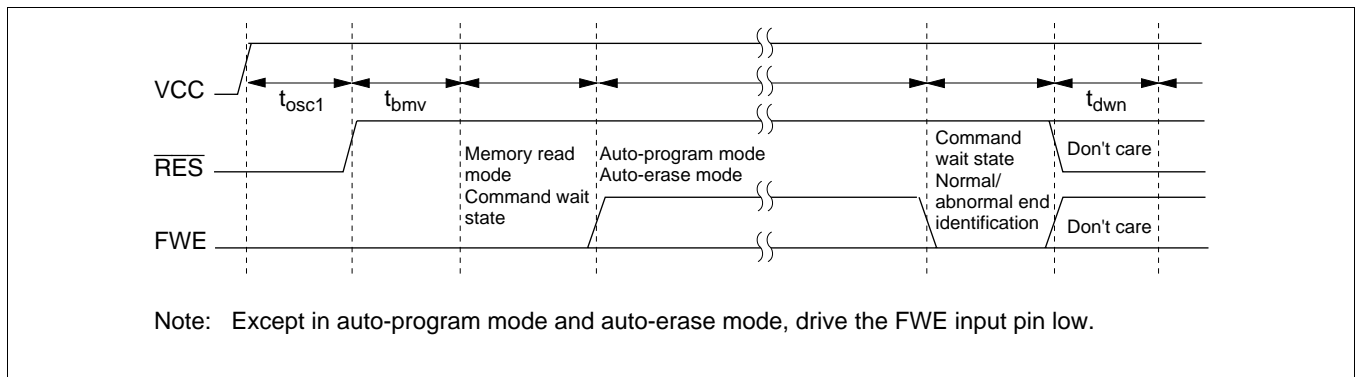 VCC
tosc1
tbmv
tdwn
RES
Memory read
mode
Command wait
state
Auto-program mode
Auto-erase mode
Command
wait state
Normal/
abnormal end
identification
Don't care
FWE
Don't care
Note: Except in auto-program mode and auto-erase mode, drive the FWE input pin low.